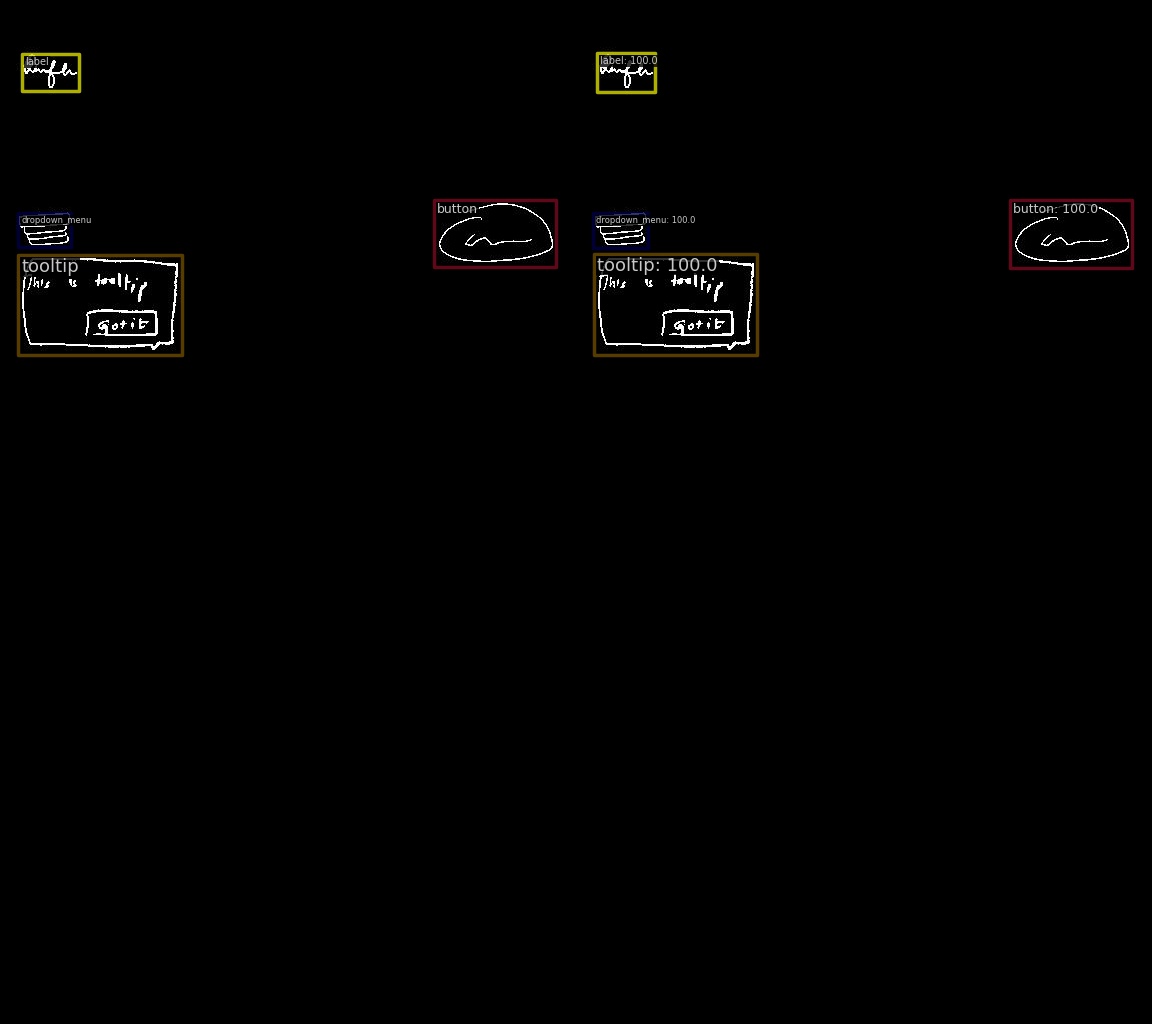 label
label: 100.0
dropdown_menu
button
dropdown_menu: 100.0
button: 100.0
tooltip
This is tooltip
Got it
tooltip: 100.0
This is tooltip
Got it